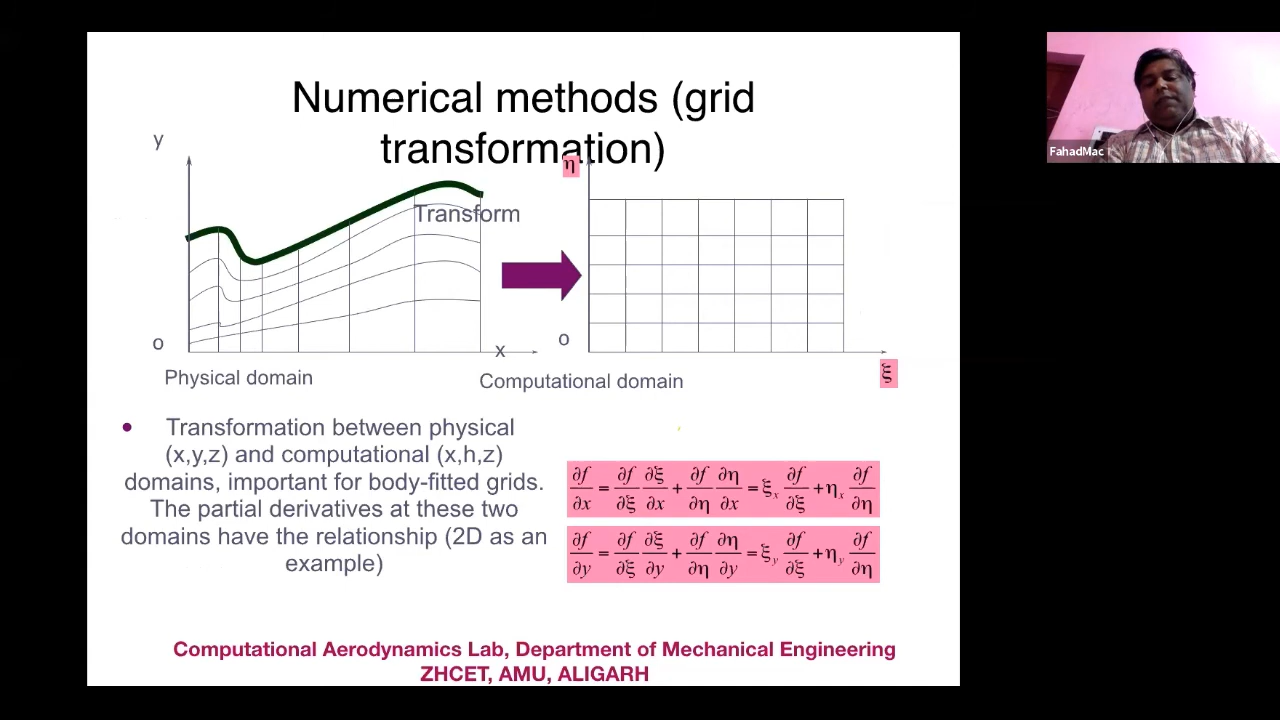 Numerical methods (grid
transformation)
y
η
Transform
o
x
o
ξ
Physical domain
Computational domain
• Transformation between physical
(x,y,z) and computational (x,h,z)
domains, important for body-fitted grids.
The partial derivatives at these two
domains have the relationship (2D as an
example)
∂f/∂x = ∂f/∂ξ ∂ξ/∂x + ∂f/∂η ∂η/∂x = ξx ∂f/∂ξ + ηx ∂f/∂η
∂f/∂y = ∂f/∂ξ ∂ξ/∂y + ∂f/∂η ∂η/∂y = ξy ∂f/∂ξ + ηy ∂f/∂η
Computational Aerodynamics Lab, Department of Mechanical Engineering
ZHCET, AMU, ALIGARH
FahadMac